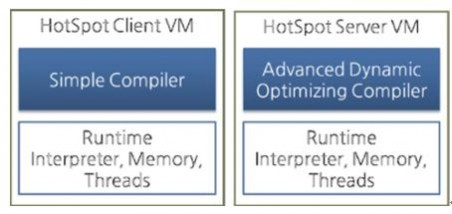 HotSpot Client VM
Simple Compiler
Runtime
Interpreter, Memory,
Threads
HotSpot Server VM
Advanced Dynamic
Optimizing Compiler
Runtime
Interpreter, Memory,
Threads